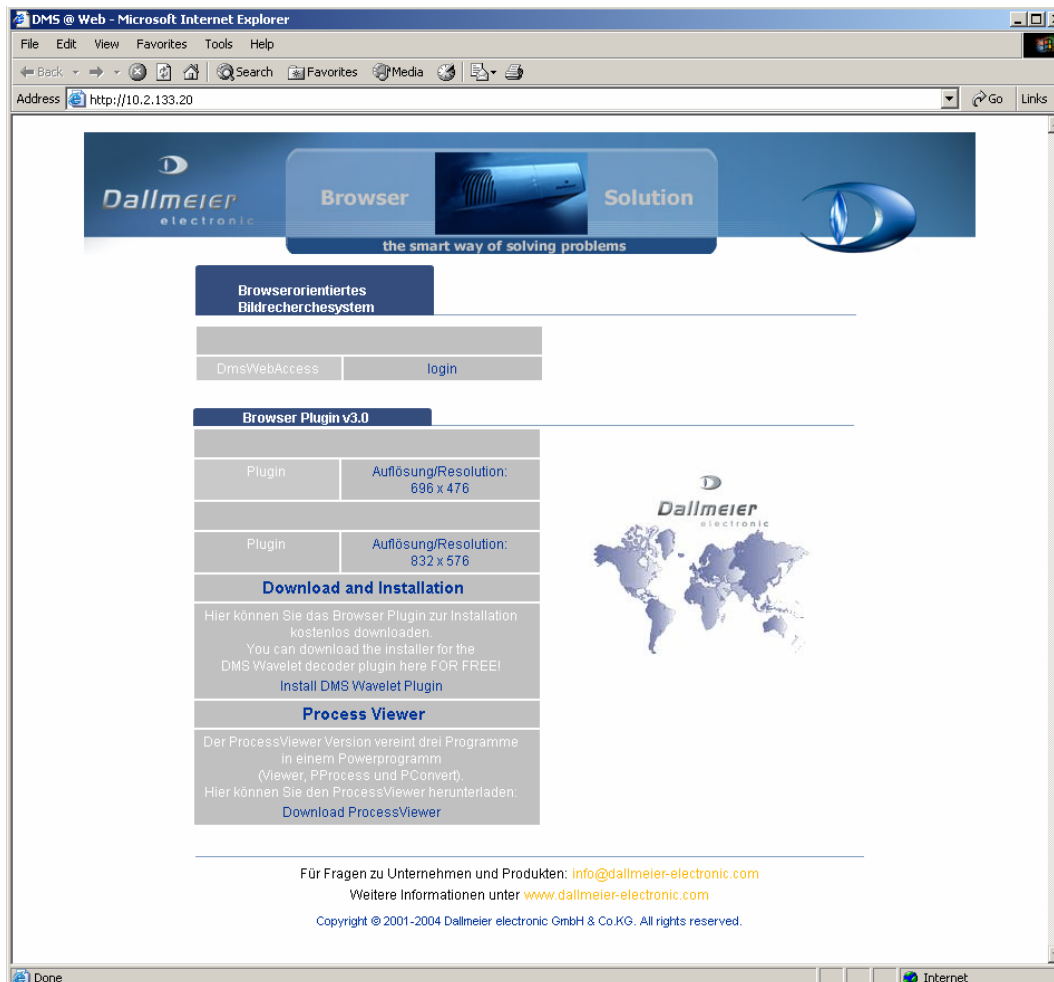 DMS @ Web - Microsoft Internet Explorer
File Edit View Favorites Tools Help
Back Search Favorites Media
Address http://10.2.133.20 Go Links
Dallmeier
electronic
Browser Solution
the smart way of solving problems
Browserorientiertes
Bildrecherchesystem
DmsWebAccess login
Browser Plugin v3.0
Plugin Auflösung/Resolution:
696 x 476
Plugin Auflösung/Resolution:
832 x 576
Download and Installation
Hier können Sie das Browser Plugin zur Installation
kostenlos downloaden.
You can download the installer for the
DMS Wavelet decoder plugin here FOR FREE!
Install DMS Wavelet Plugin
Process Viewer
Der ProcessViewer Version vereint drei Programme
in einem Powerprogramm
(Viewer, PProcess und PConvert).
Hier können Sie den ProcessViewer herunterladen:
Download ProcessViewer
Dallmeier
electronic
Für Fragen zu Unternehmen und Produkten: info@dallmeier-electronic.com
Weitere Informationen unter www.dallmeier-electronic.com
Copyright © 2001-2004 Dallmeier electronic GmbH & Co.KG. All rights reserved.
Done Internet